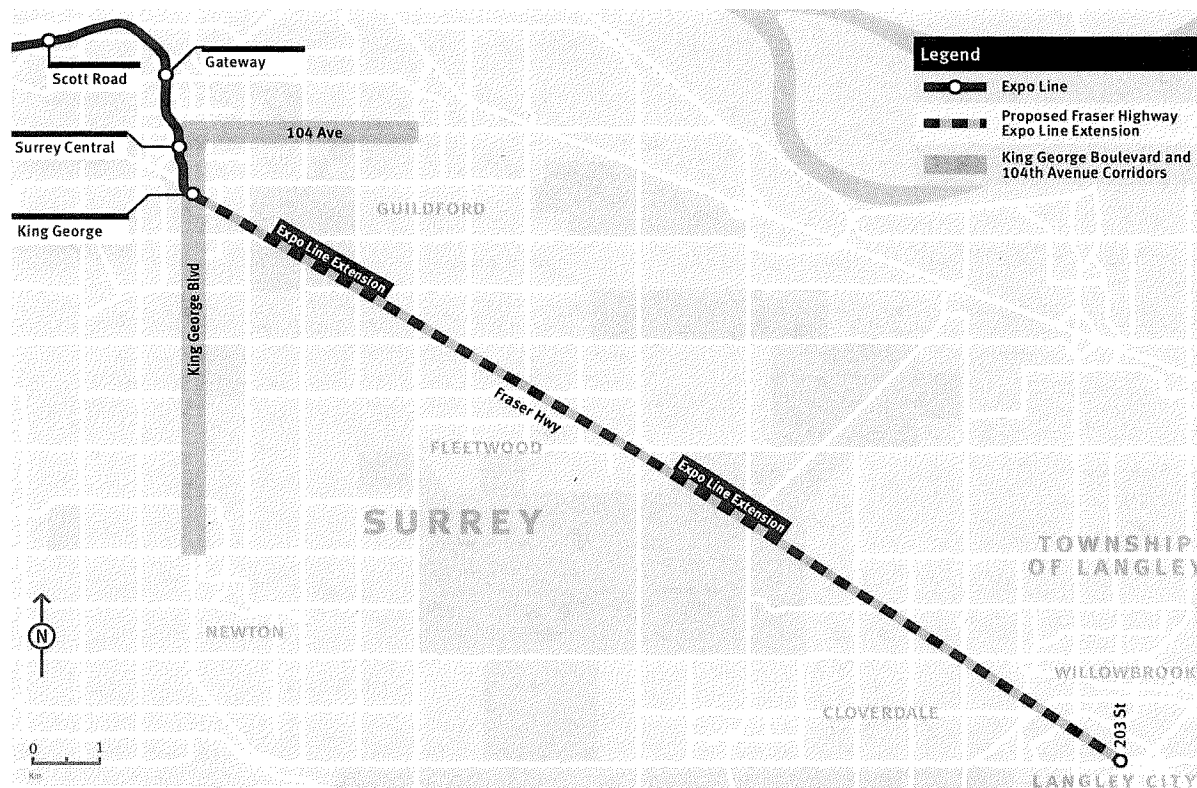 Scott Road
Gateway
Surrey Central
King George
104 Ave
Legend
Expo Line
Proposed Fraser Highway
Expo Line Extension
King George Boulevard and
104th Avenue Corridors
GUILDFORD
Expo Line Extension
King George Blvd
Fraser Hwy
FLEETWOOD
Expo Line Extension
SURREY
TOWNSHIP
OF LANGLEY
N
NEWTON
WILLOWBROOK
CLOVERDALE
203 St
0 1
Km
LANGLEY CITY